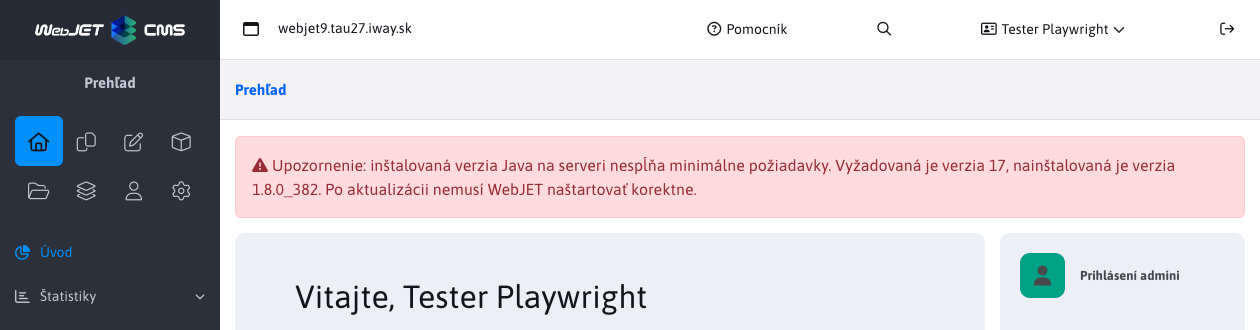 WebJET CMS
webjet9.tau27.iway.sk
Pomocník
Tester Playwright
Prehľad
Prehľad
Upozornenie: inštalovaná verzia Java na serveri nespĺňa minimálne požiadavky. Vyžadovaná je verzia 17, nainštalovaná je verzia
1.8.0_382. Po aktualizácii nemusí WebJET naštartovať korektne.
Úvod
Štatistiky
Vitajte, Tester Playwright
Prihlásení admini